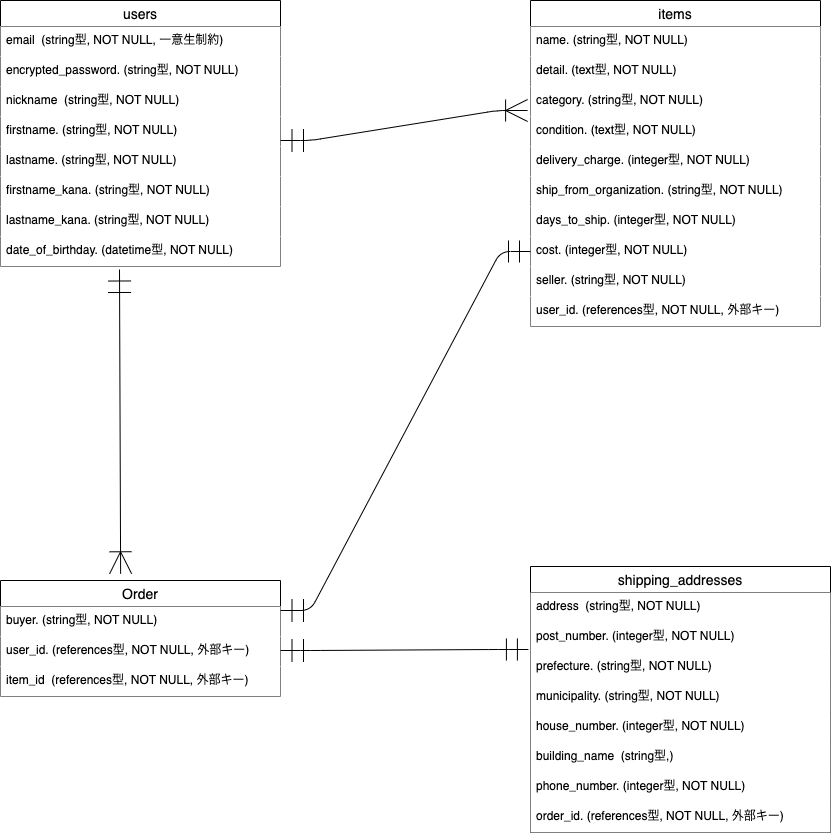 users
email (string型, NOT NULL, 一意生制約)
encrypted_password. (string型, NOT NULL)
nickname (string型, NOT NULL)
firstname. (string型, NOT NULL)
lastname. (string型, NOT NULL)
firstname_kana. (string型, NOT NULL)
lastname_kana. (string型, NOT NULL)
date_of_birthday. (datetime型, NOT NULL)
items
name. (string型, NOT NULL)
detail. (text型, NOT NULL)
category. (string型, NOT NULL)
condition. (text型, NOT NULL)
delivery_charge. (integer型, NOT NULL)
ship_from_organization. (string型, NOT NULL)
days_to_ship. (integer型, NOT NULL)
cost. (integer型, NOT NULL)
seller. (string型, NOT NULL)
user_id. (references型, NOT NULL, 外部キー)
Order
buyer. (string型, NOT NULL)
user_id. (references型, NOT NULL, 外部キー)
item_id (references型, NOT NULL, 外部キー)
shipping_addresses
address (string型, NOT NULL)
post_number. (integer型, NOT NULL)
prefecture. (string型, NOT NULL)
municipality. (string型, NOT NULL)
house_number. (integer型, NOT NULL)
building_name (string型,)
phone_number. (integer型, NOT NULL)
order_id. (references型, NOT NULL, 外部キー)